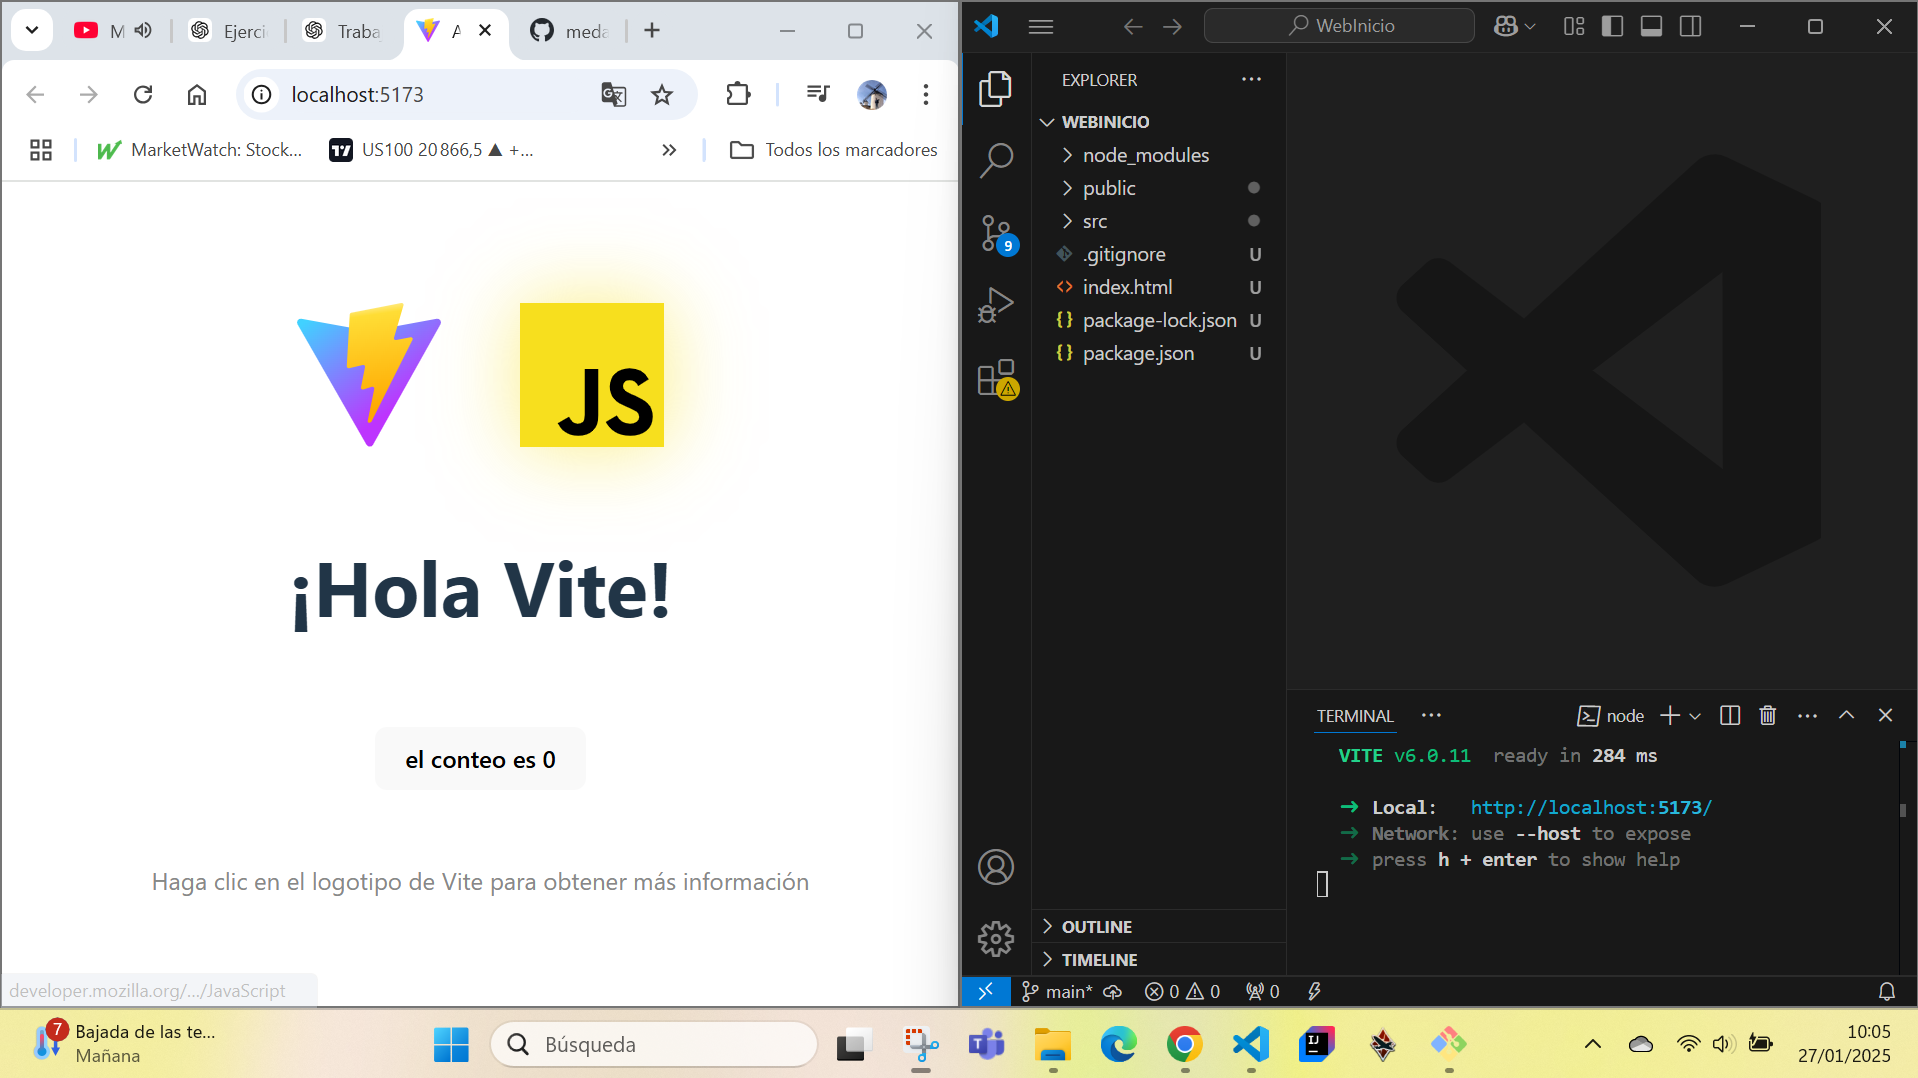 M
Ejerci
Traba
A
meda
localhost:5173
MarketWatch: Stock...
US100 20 866,5 ▲ +...
Todos los marcadores
JS
¡Hola Vite!
el conteo es 0
Haga clic en el logotipo de Vite para obtener más información
developer.mozilla.org/.../JavaScript
WebInicio
EXPLORER
WEBINICIO
node_modules
public
src
.gitignore U
index.html U
package-lock.json U
package.json U
9
OUTLINE
TIMELINE
TERMINAL
node
VITE v6.0.11 ready in 284 ms
➜ Local: http://localhost:5173/
➜ Network: use --host to expose
➜ press h + enter to show help
main* 0 0 0
7
Bajada de las te...
Mañana
Búsqueda
10:05
27/01/2025